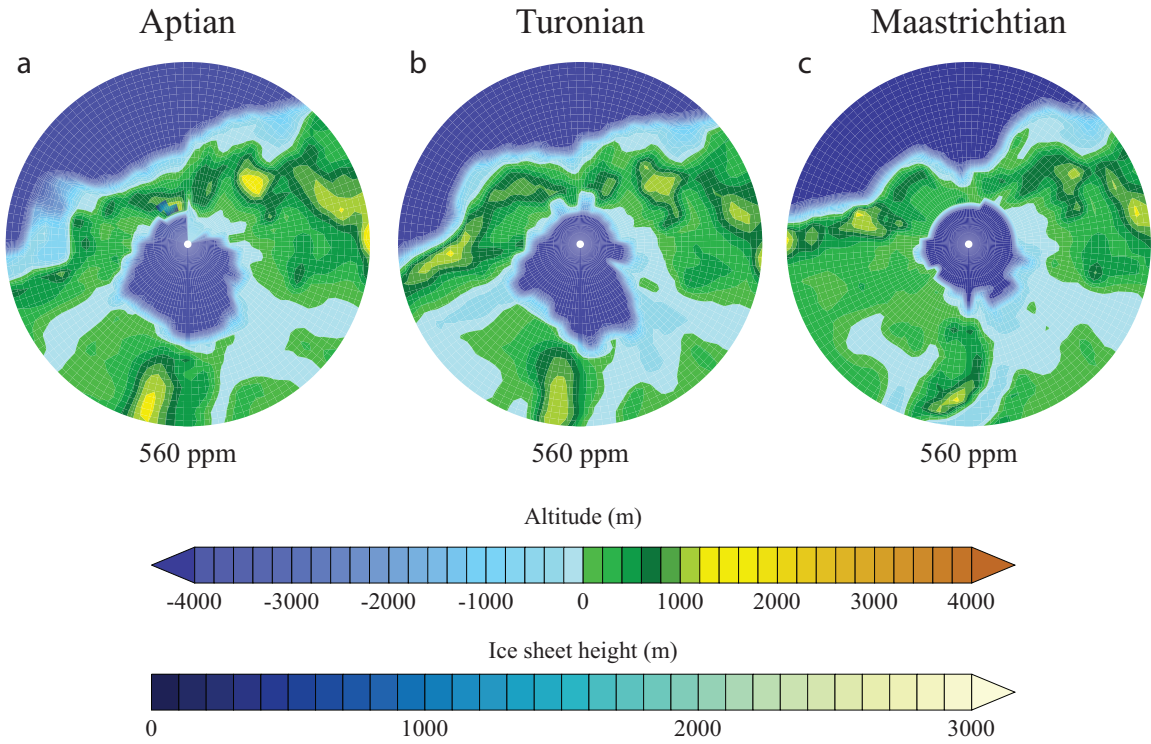 Aptian Turonian Maastrichtian
a b c
560 ppm 560 ppm 560 ppm
Altitude (m)
-4000 -3000 -2000 -1000 0 1000 2000 3000 4000
Ice sheet height (m)
0 1000 2000 3000